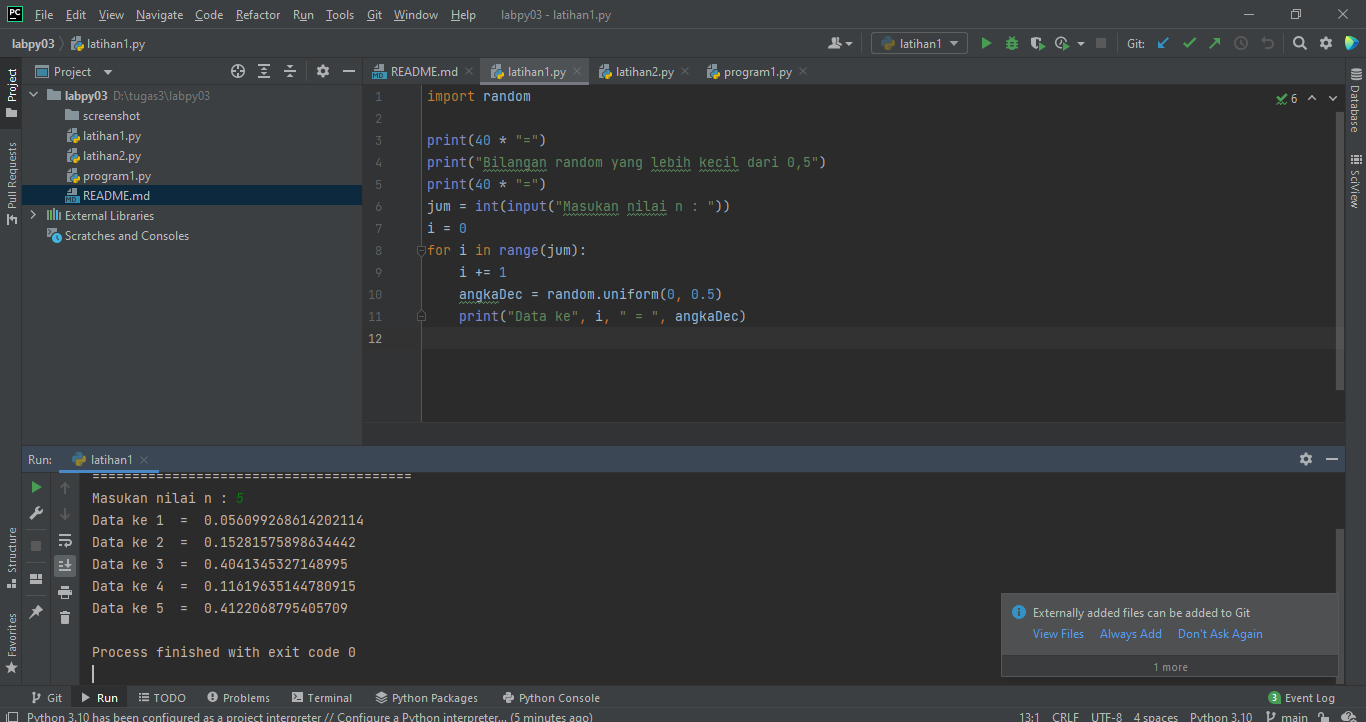 PC File Edit View Navigate Code Refactor Run Tools Git Window Help labpy03 - latihan1.py
labpy03 latihan1.py latihan1 Git:
Project README.md latihan1.py latihan2.py program1.py
labpy03 D:\tugas3\labpy03
screenshot
latihan1.py
latihan2.py
program1.py
README.md
External Libraries
Scratches and Consoles
1 import random
2
3 print(40 * "=")
4 print("Bilangan random yang lebih kecil dari 0,5")
5 print(40 * "=")
6 jum = int(input("Masukan nilai n : "))
7 i = 0
8 for i in range(jum):
9 i += 1
10 angkaDec = random.uniform(0, 0.5)
11 print("Data ke", i, " = ", angkaDec)
12
6
Project
Pull Requests
Structure
Favorites
Database
SciView
Run: latihan1
========================================
Masukan nilai n : 5
Data ke 1  =  0.056099268614202114
Data ke 2  =  0.15281575898634442
Data ke 3  =  0.4041345327148995
Data ke 4  =  0.11619635144780915
Data ke 5  =  0.4122068795405709
Process finished with exit code 0
Externally added files can be added to Git
View Files Always Add Don't Ask Again
1 more
Git Run TODO Problems Terminal Python Packages Python Console 3 Event Log
Python 3.10 has been configured as a project interpreter // Configure a Python interpreter... (5 minutes ago) 13:1 CRLF UTF-8 4 spaces Python 3.10 main